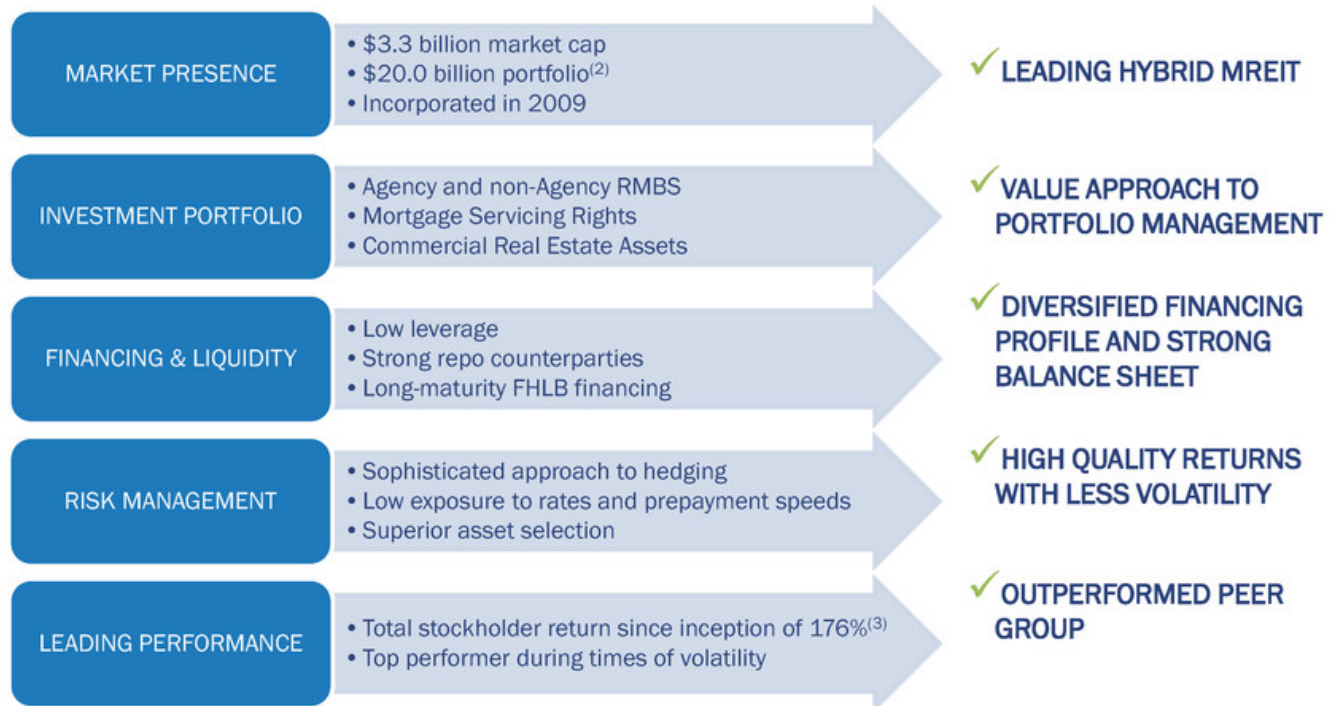 MARKET PRESENCE
• $3.3 billion market cap
• $20.0 billion portfolio(2)
• Incorporated in 2009
✓ LEADING HYBRID MREIT
INVESTMENT PORTFOLIO
• Agency and non-Agency RMBS
• Mortgage Servicing Rights
• Commercial Real Estate Assets
✓ VALUE APPROACH TO
PORTFOLIO MANAGEMENT
FINANCING & LIQUIDITY
• Low leverage
• Strong repo counterparties
• Long-maturity FHLB financing
✓ DIVERSIFIED FINANCING
PROFILE AND STRONG
BALANCE SHEET
RISK MANAGEMENT
• Sophisticated approach to hedging
• Low exposure to rates and prepayment speeds
• Superior asset selection
✓ HIGH QUALITY RETURNS
WITH LESS VOLATILITY
LEADING PERFORMANCE
• Total stockholder return since inception of 176%(3)
• Top performer during times of volatility
✓ OUTPERFORMED PEER
GROUP